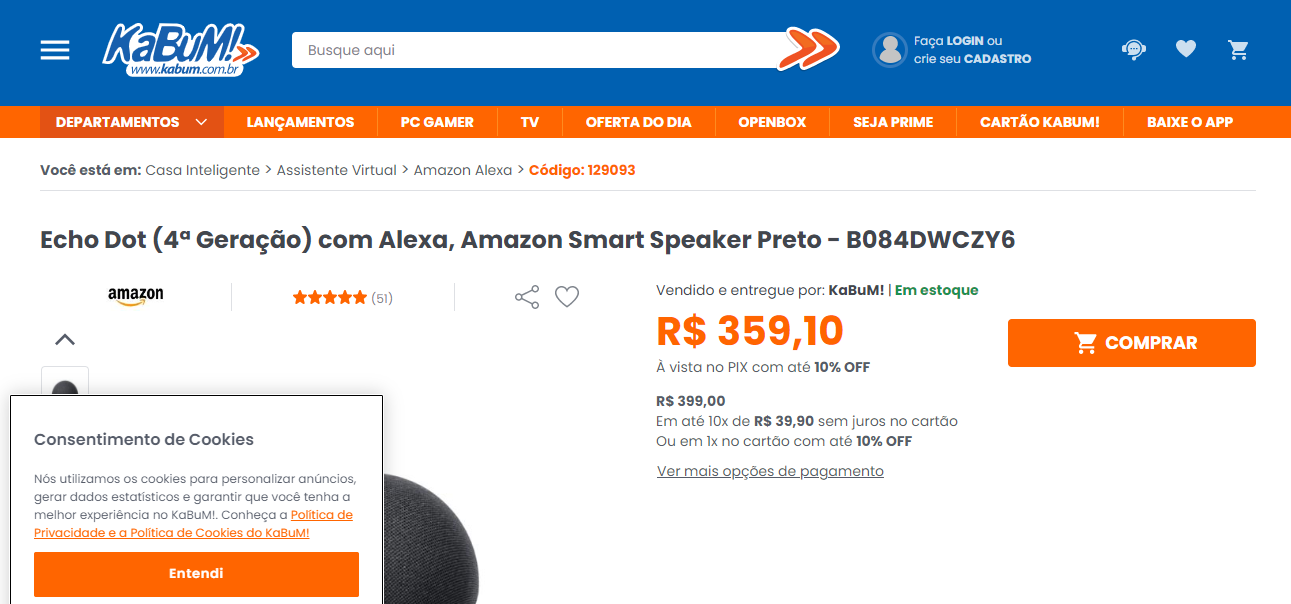 KaBuM!
www.kabum.com.br
Busque aqui
Faça LOGIN ou
crie seu CADASTRO
DEPARTAMENTOS LANÇAMENTOS PC GAMER TV OFERTA DO DIA OPENBOX SEJA PRIME CARTÃO KABUM! BAIXE O APP
Você está em: Casa Inteligente > Assistente Virtual > Amazon Alexa > Código: 129093
Echo Dot (4ª Geração) com Alexa, Amazon Smart Speaker Preto - B084DWCZY6
amazon
(51)
Vendido e entregue por: KaBuM! | Em estoque
R$ 359,10
À vista no PIX com até 10% OFF
COMPRAR
R$ 399,00
Em até 10x de R$ 39,90 sem juros no cartão
Ou em 1x no cartão com até 10% OFF
Ver mais opções de pagamento
Consentimento de Cookies
Nós utilizamos os cookies para personalizar anúncios,
gerar dados estatísticos e garantir que você tenha a
melhor experiência no KaBuM!. Conheça a Política de
Privacidade e a Política de Cookies do KaBuM!
Entendi